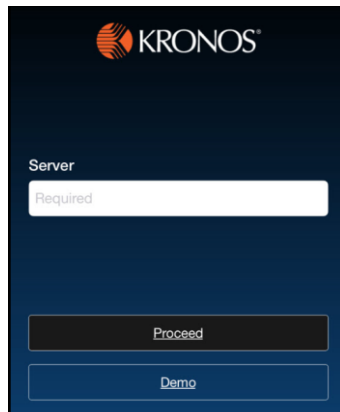 KRONOS®
Server
Required
Proceed
Demo